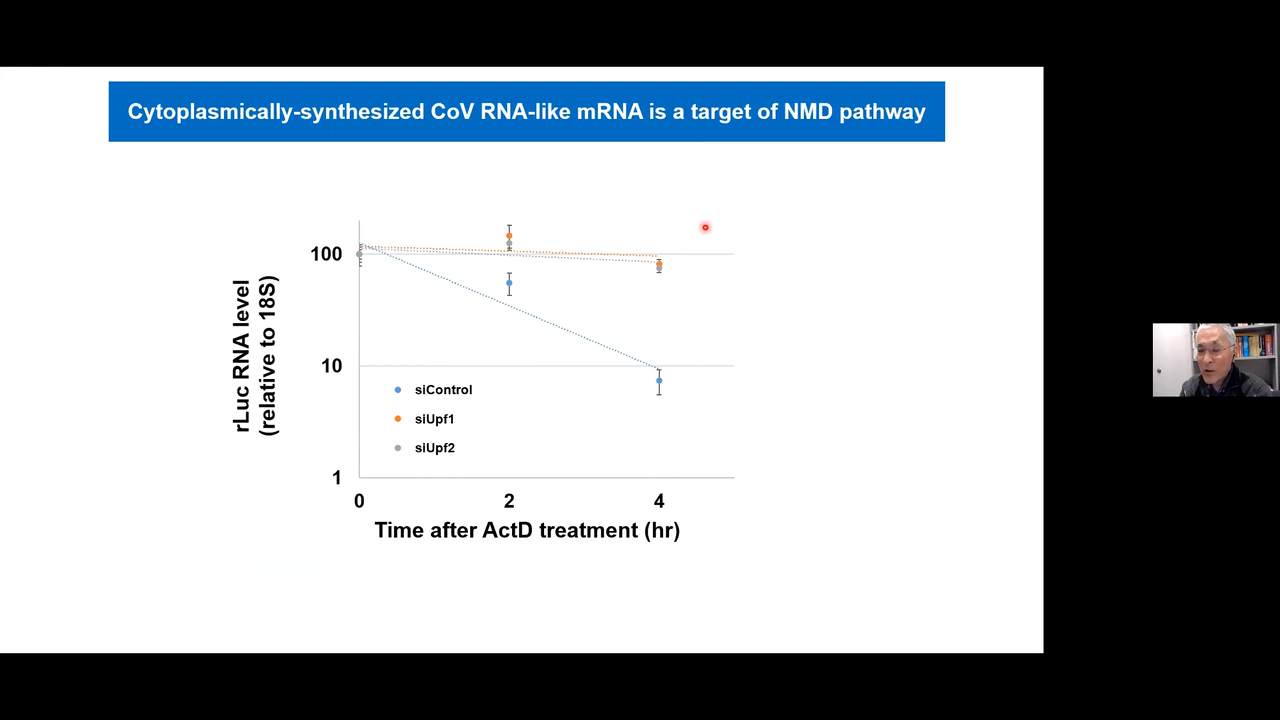 Cytoplasmically-synthesized CoV RNA-like mRNA is a target of NMD pathway
rLuc RNA level
(relative to 18S)
100
10
1
siControl
siUpf1
siUpf2
0 2 4
Time after ActD treatment (hr)